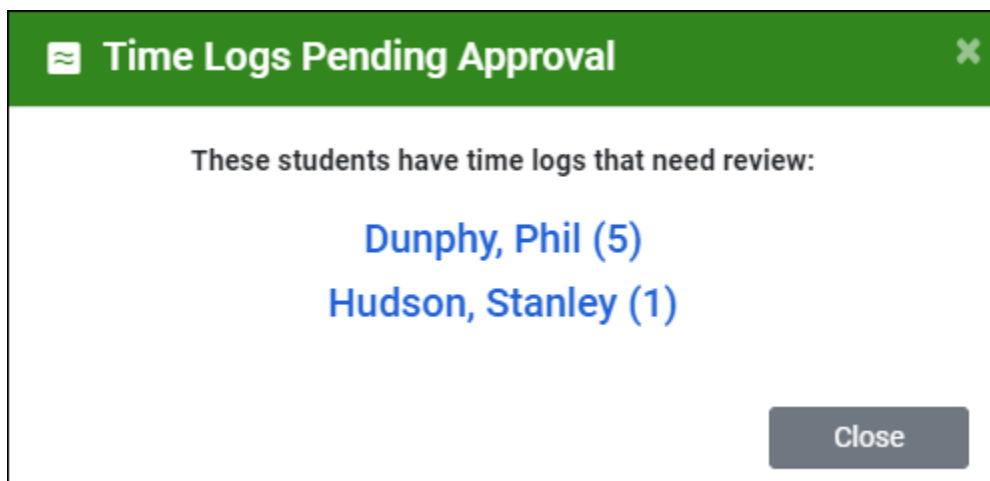 Time Logs Pending Approval
These students have time logs that need review:
Dunphy, Phil (5)
Hudson, Stanley (1)
Close